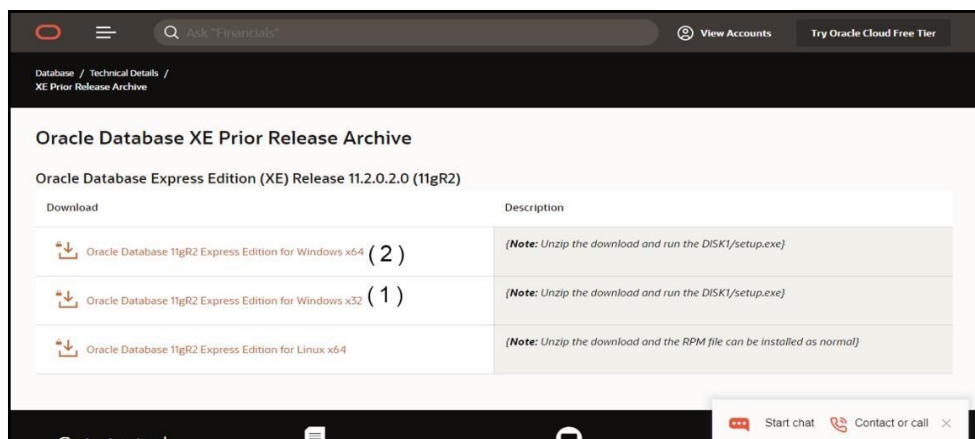 Ask "Financials"
View Accounts
Try Oracle Cloud Free Tier
Database / Technical Details /
XE Prior Release Archive
Oracle Database XE Prior Release Archive
Oracle Database Express Edition (XE) Release 11.2.0.2.0 (11gR2)
Download Description
Oracle Database 11gR2 Express Edition for Windows x64 (2) {Note: Unzip the download and run the DISK1/setup.exe}
Oracle Database 11gR2 Express Edition for Windows x32 (1) {Note: Unzip the download and run the DISK1/setup.exe}
Oracle Database 11gR2 Express Edition for Linux x64 {Note: Unzip the download and the RPM file can be installed as normal}
Start chat Contact or call